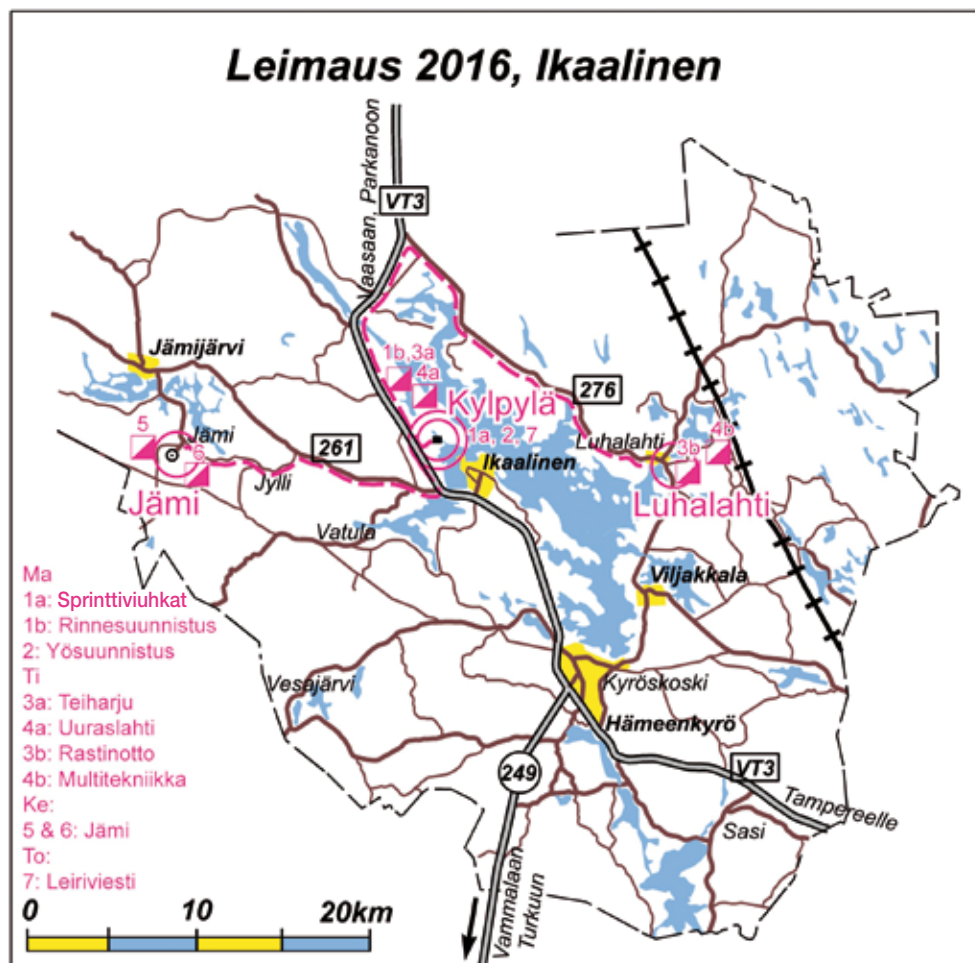 Leimaus 2016, Ikaalinen
Vaasaan, Parkanoon
VT3
Jämijärvi
1b,3a
4a
Kylpylä
1a, 2, 7
276
5
Jämi
6
261
Ikaalinen
Luhalahti
3b
4b
Jylli
Jämi
Luhalahti
Vatula
Viljakkala
Ma
1a: Sprinttiviuhkat
1b: Rinnesuunnistus
2: Yösuunnistus
Ti
3a: Teiharju
4a: Uuraslahti
3b: Rastinotto
4b: Multitekniikka
Ke:
5 & 6: Jämi
To:
7: Leiriviesti
Vesajärvi
Kyröskoski
Hämeenkyrö
249
VT3
Tampereelle
Sasi
Vammalaan
Turkuun
0 10 20km